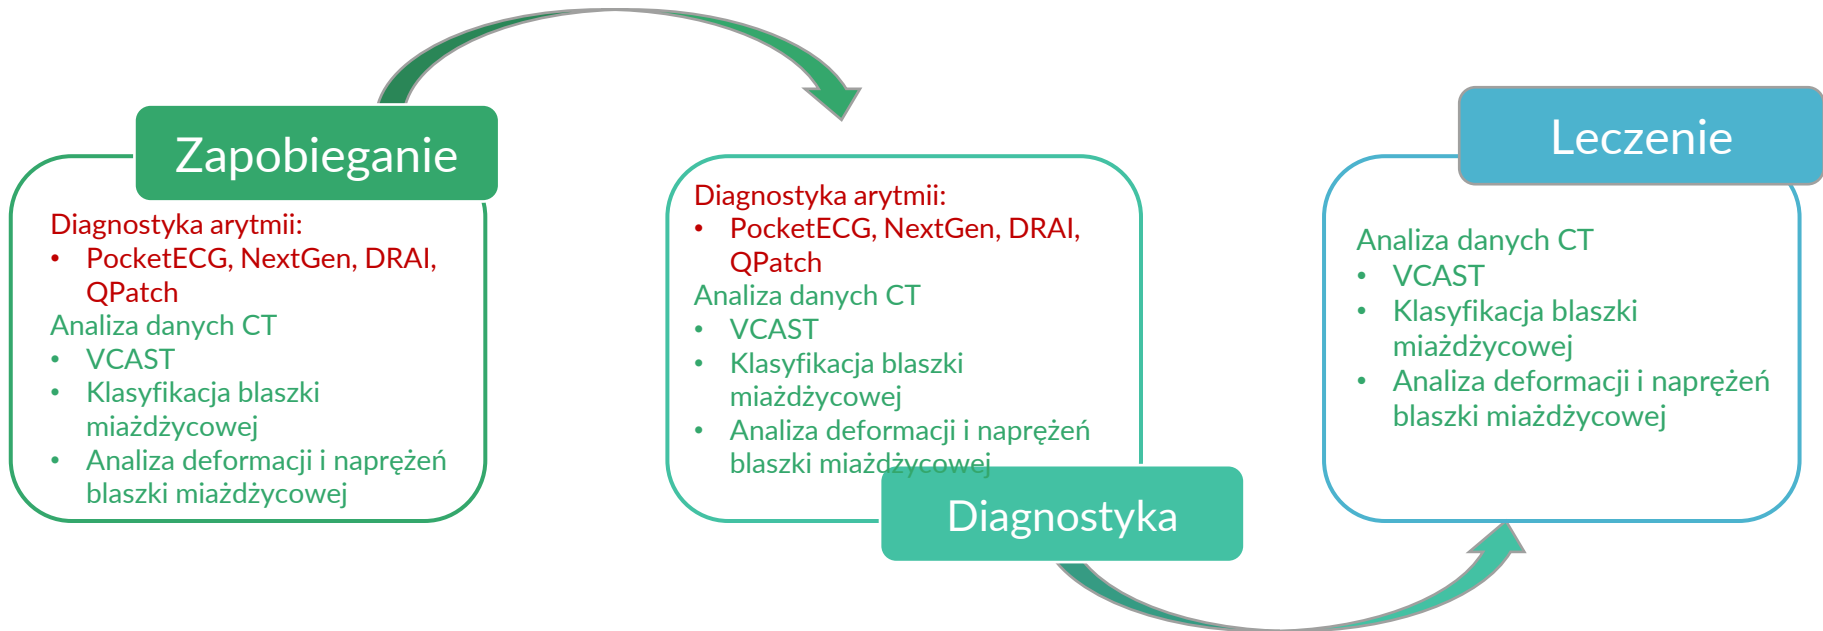 Zapobieganie
Diagnostyka arytmii:
• PocketECG, NextGen, DRAI,
QPatch
Analiza danych CT
• VCAST
• Klasyfikacja blaszki
miażdżycowej
• Analiza deformacji i naprężeń
blaszki miażdżycowej
Diagnostyka arytmii:
• PocketECG, NextGen, DRAI,
QPatch
Analiza danych CT
• VCAST
• Klasyfikacja blaszki
miażdżycowej
• Analiza deformacji i naprężeń
blaszki miażdżycowej
Diagnostyka
Leczenie
Analiza danych CT
• VCAST
• Klasyfikacja blaszki
miażdżycowej
• Analiza deformacji i naprężeń
blaszki miażdżycowej